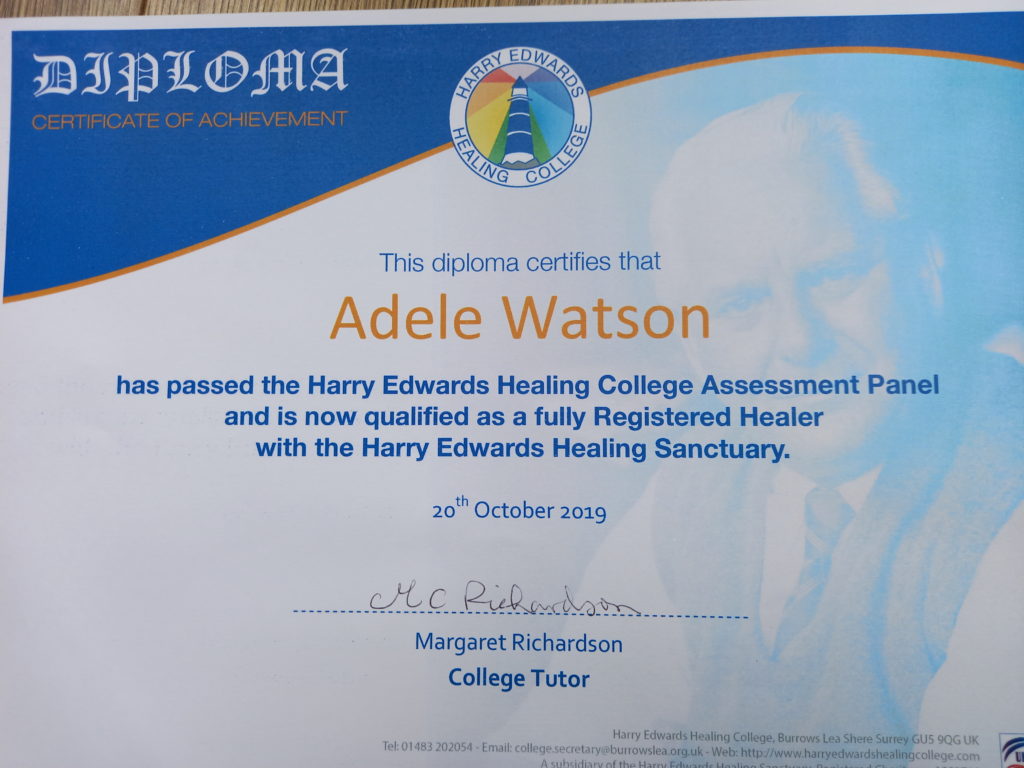 DIPLOMA
CERTIFICATE OF ACHIEVEMENT
HARRY EDWARDS
HEALING COLLEGE
This diploma certifies that
Adele Watson
has passed the Harry Edwards Healing College Assessment Panel
and is now qualified as a fully Registered Healer
with the Harry Edwards Healing Sanctuary.
20th October 2019
M C Richardson
Margaret Richardson
College Tutor
Harry Edwards Healing College, Burrows Lea Shere Surrey GU5 9QG UK
Tel: 01483 202054 - Email: college.secretary@burrowslea.org.uk - Web: http://www.harryedwardshealingcollege.com
A subsidiary of the Harry Edwards Healing Sanctuary